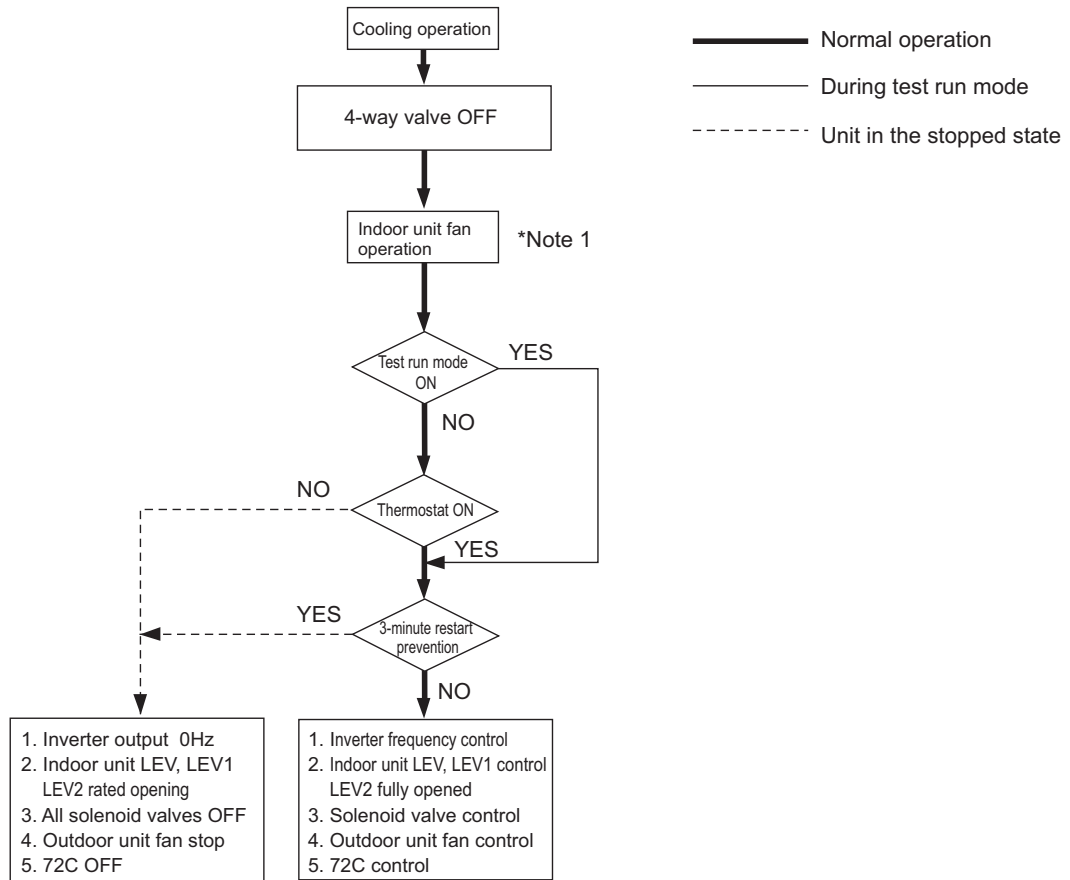 Cooling operation
Normal operation
During test run mode
4-way valve OFF
Unit in the stopped state
Indoor unit fan
operation
*Note 1
Test run mode
ON
YES
NO
NO
Thermostat ON
YES
YES
3-minute restart
prevention
NO
1. Inverter output 0Hz
2. Indoor unit LEV, LEV1
LEV2 rated opening
3. All solenoid valves OFF
4. Outdoor unit fan stop
5. 72C OFF
1. Inverter frequency control
2. Indoor unit LEV, LEV1 control
LEV2 fully opened
3. Solenoid valve control
4. Outdoor unit fan control
5. 72C control